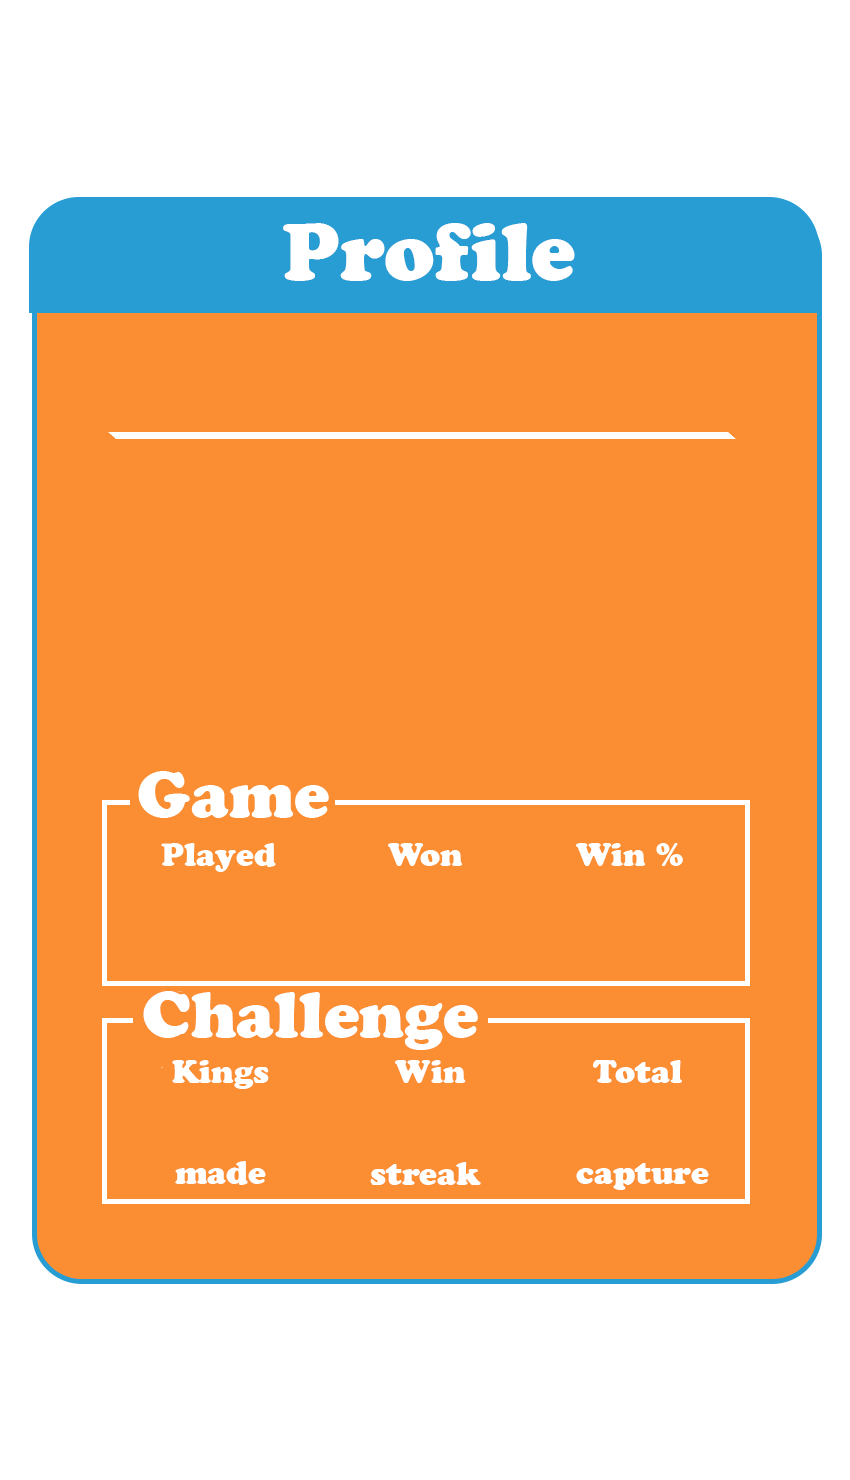 Profile
Game
Played Won Win %
Challenge
Kings Win Total
made streak capture